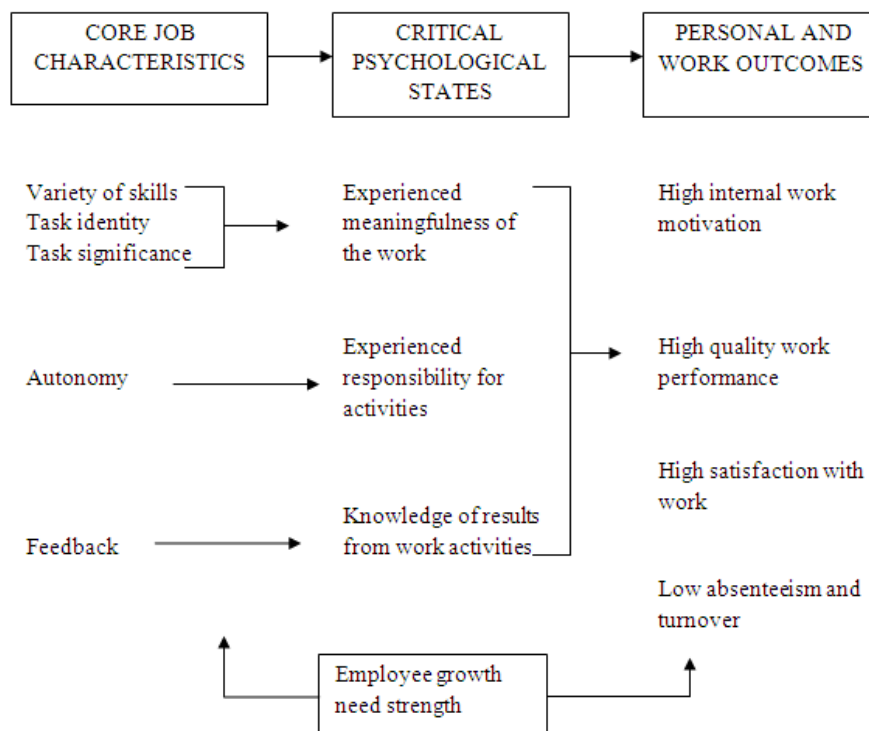 CORE JOB
CHARACTERISTICS
CRITICAL
PSYCHOLOGICAL
STATES
PERSONAL AND
WORK OUTCOMES
Variety of skills
Task identity
Task significance
Experienced
meaningfulness of
the work
High internal work
motivation
Autonomy
Experienced
responsibility for
activities
High quality work
performance
High satisfaction with
work
Feedback
Knowledge of results
from work activities
Low absenteeism and
turnover
Employee growth
need strength